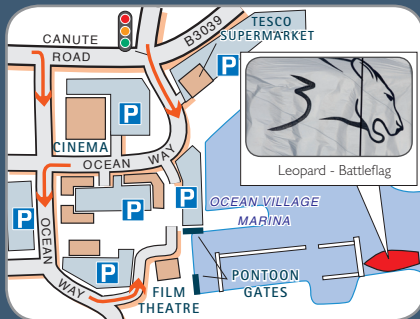 CANUTE
ROAD
B3039
TESCO
SUPERMARKET
P
P
CINEMA
OCEAN WAY
Leopard - Battleflag
P
P
P
P
OCEAN VILLAGE
MARINA
OCEAN
WAY
FILM
THEATRE
PONTOON
GATES